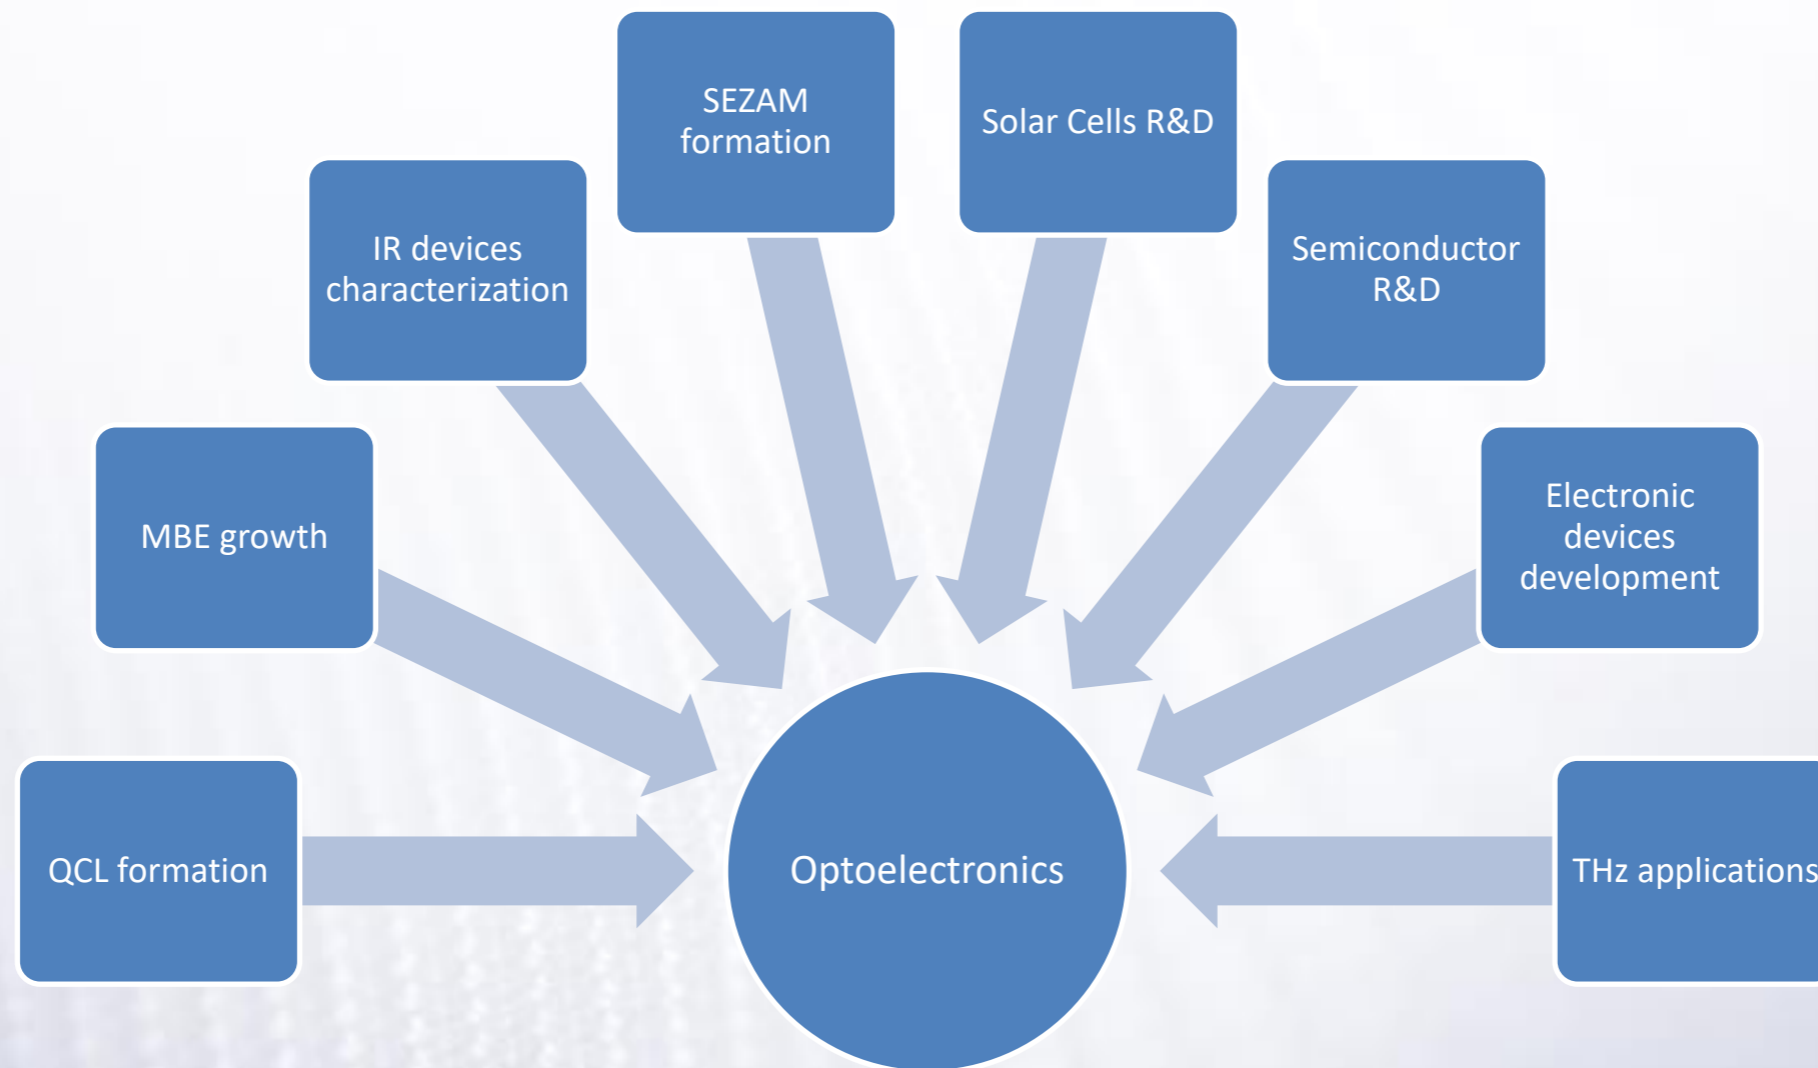 SEZAM
formation
Solar Cells R&D
IR devices
characterization
Semiconductor
R&D
MBE growth
Electronic
devices
development
QCL formation
Optoelectronics
THz applications